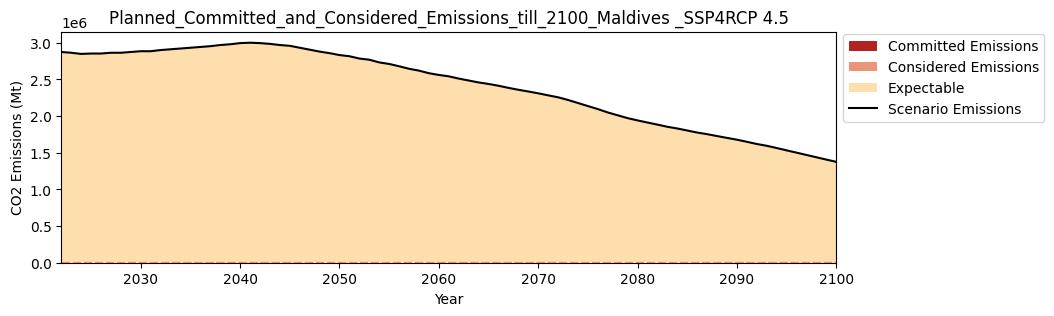 Planned_Committed_and_Considered_Emissions_till_2100_Maldives _SSP4RCP 4.5
1e6
3.0
2.5
2.0
1.5
1.0
0.5
0.0
CO2 Emissions (Mt)
2030 2040 2050 2060 2070 2080 2090 2100
Year
Committed Emissions
Considered Emissions
Expectable
Scenario Emissions